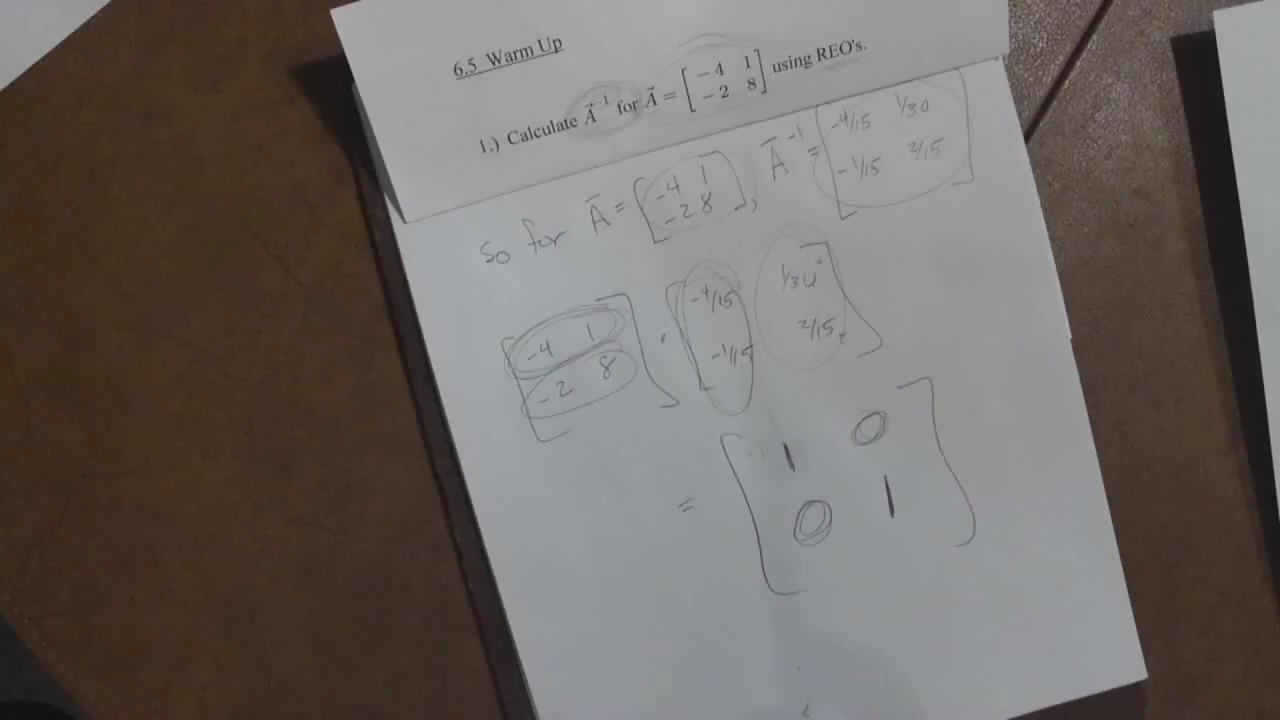 6.5 Warm Up
1.) Calculate A⃗⁻¹ for A⃗ = [ -4 1 ; -2 8 ] using REO's.
So for A̅ = [ -4 1 ; -2 8 ], A̅⁻¹ = [ -4/15 1/30 ; -1/15 2/15 ]
[ -4 1 ; -2 8 ] · [ -4/15 1/30 ; -1/15 2/15 ]
= [ 1 0 ; 0 1 ]